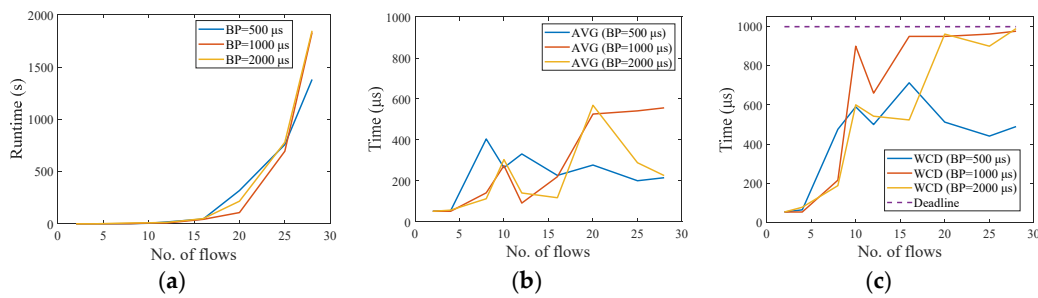 2000
1500
1000
500
0
Runtime (s)
BP=500 μs
BP=1000 μs
BP=2000 μs
0 5 10 15 20 25 30
No. of flows
(a)
1000
800
600
400
200
0
Time (μs)
AVG (BP=500 μs)
AVG (BP=1000 μs)
AVG (BP=2000 μs)
0 5 10 15 20 25 30
No. of flows
(b)
1000
800
600
400
200
0
Time (μs)
WCD (BP=500 μs)
WCD (BP=1000 μs)
WCD (BP=2000 μs)
Deadline
0 5 10 15 20 25 30
No. of flows
(c)